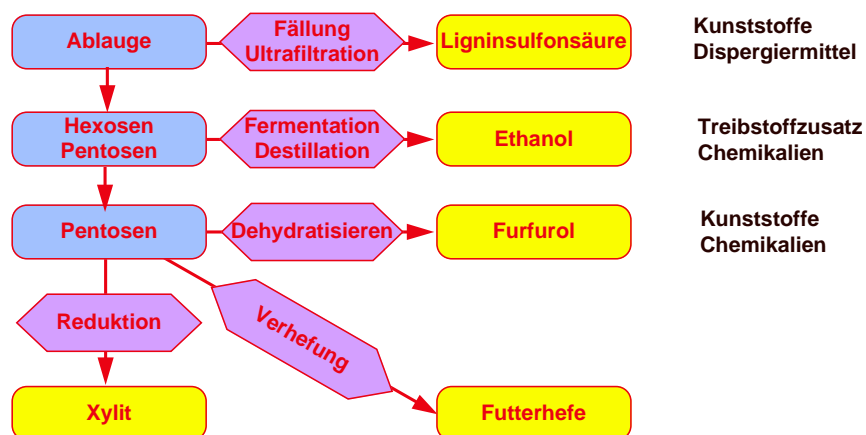 Ablauge
Fällung
Ultrafiltration
Ligninsulfonsäure
Kunststoffe
Dispergiermittel
Hexosen
Pentosen
Fermentation
Destillation
Ethanol
Treibstoffzusatz
Chemikalien
Pentosen
Dehydratisieren
Furfurol
Kunststoffe
Chemikalien
Reduktion
Verhefung
Xylit
Futterhefe